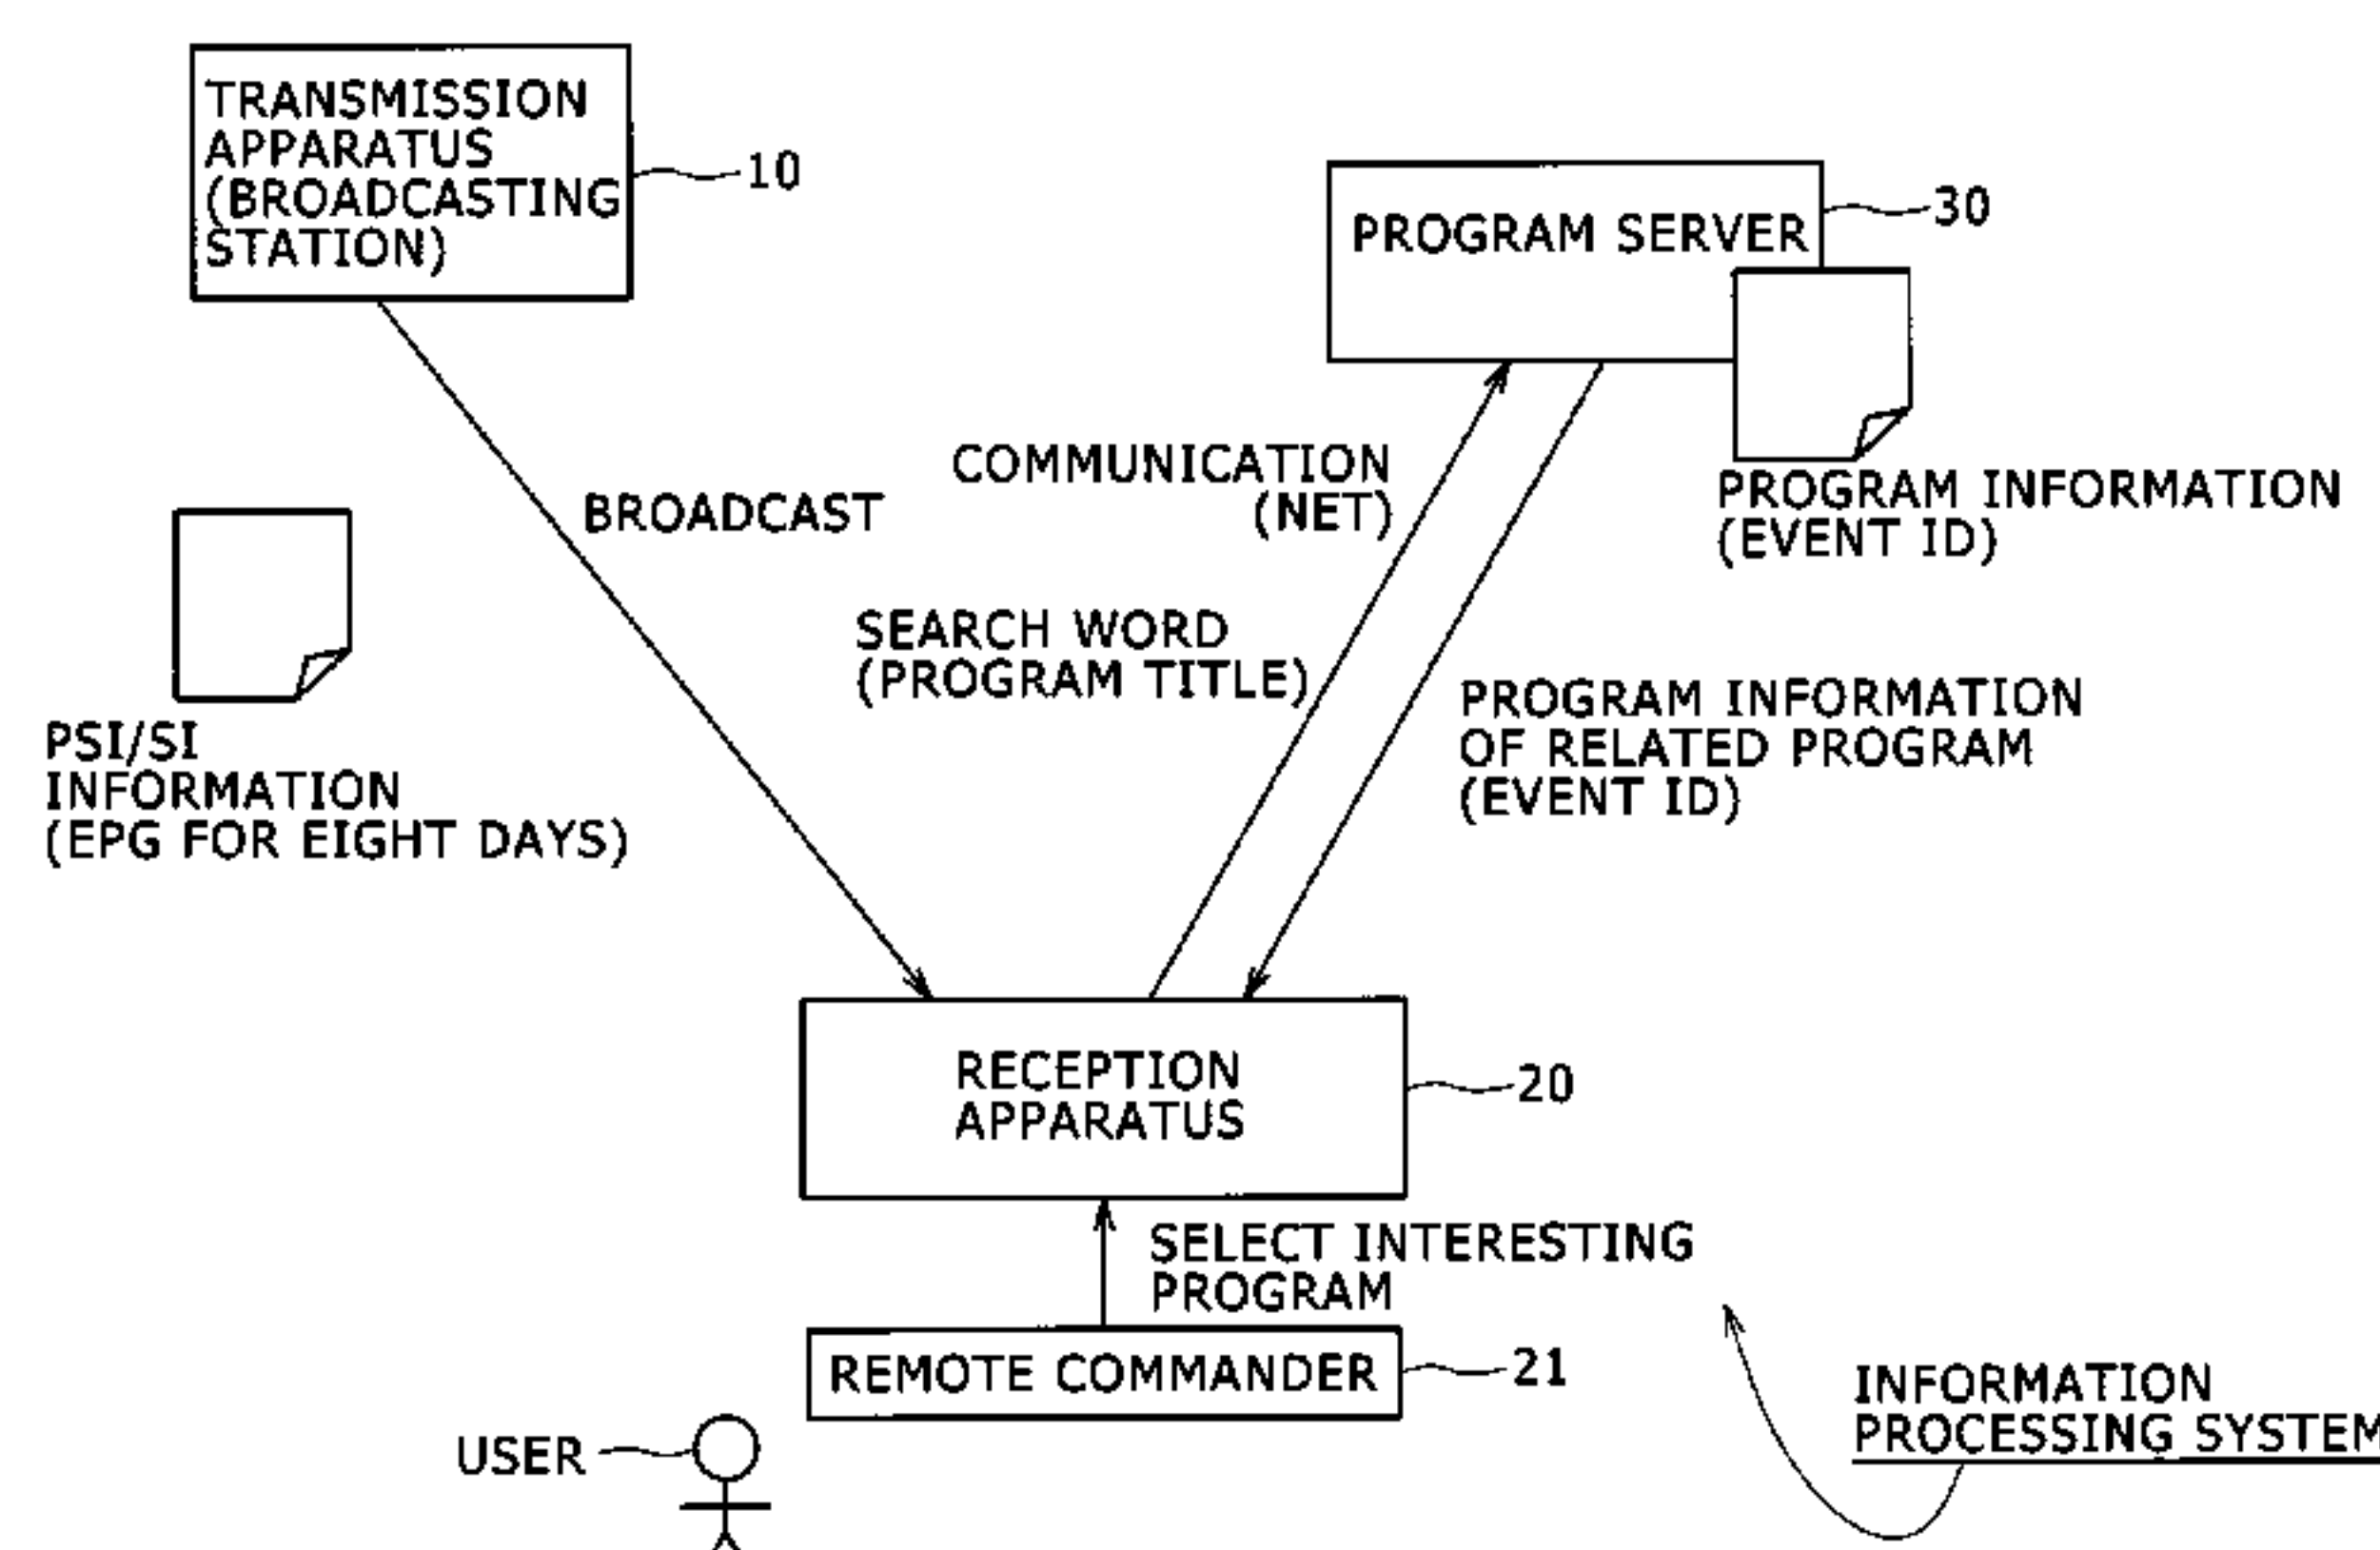 TRANSMISSION
APPARATUS
(BROADCASTING
STATION)
10
PROGRAM SERVER
30
COMMUNICATION
(NET)
BROADCAST
PROGRAM INFORMATION
(EVENT ID)
SEARCH WORD
(PROGRAM TITLE)
PROGRAM INFORMATION
OF RELATED PROGRAM
(EVENT ID)
PSI/SI
INFORMATION
(EPG FOR EIGHT DAYS)
RECEPTION
APPARATUS
20
SELECT INTERESTING
PROGRAM
REMOTE COMMANDER
21
USER
INFORMATION
PROCESSING SYSTEM